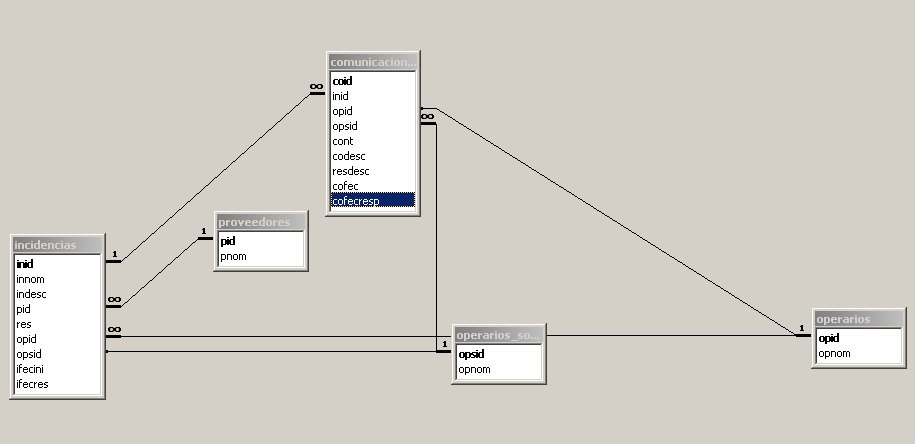 comunicacion...
coid
inid
opid
opsid
cont
codesc
resdesc
cofec
cofecresp
∞
∞
proveedores
pid
pnom
1
incidencias
inid
innom
indesc
pid
res
opid
opsid
ifecini
ifecres
1
∞
∞
operarios_so...
opsid
opnom
1
operarios
opid
opnom
1